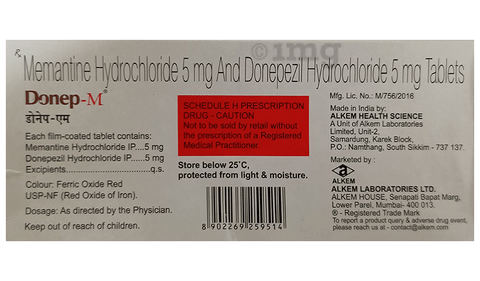 1mg
Rx
Memantine Hydrochloride 5 mg And Donepezil Hydrochloride 5 mg Tablets
Donep-M®
डोनेप-एम
Each film-coated tablet contains:
Memantine Hydrochloride IP.....5 mg
Donepezil Hydrochloride IP......5 mg
Excipients....................................q.s.
Colour: Ferric Oxide Red
USP-NF (Red Oxide of Iron).
Dosage: As directed by the Physician.
Keep out of reach of children.
SCHEDULE H PRESCRIPTION
DRUG - CAUTION
Not to be sold by retail without
the prescription of a Registered
Medical Practitioner.
Store below 25°C,
protected from light & moisture.
8 902269 259514
Mfg. Lic. No.: M/756/2016
Made in India by:
ALKEM HEALTH SCIENCE
A Unit of Alkem Laboratories
Limited, Unit-2,
Samardung, Karek Block,
P.O.: Namthang, South Sikkim - 737 137.
Marketed by :
ALKEM
ALKEM LABORATORIES LTD.
ALKEM HOUSE, Senapati Bapat Marg,
Lower Parel, Mumbai- 400 013.
® - Registered Trade Mark
To report a product query & adverse drug event,
please reach us at - contact@alkem.com